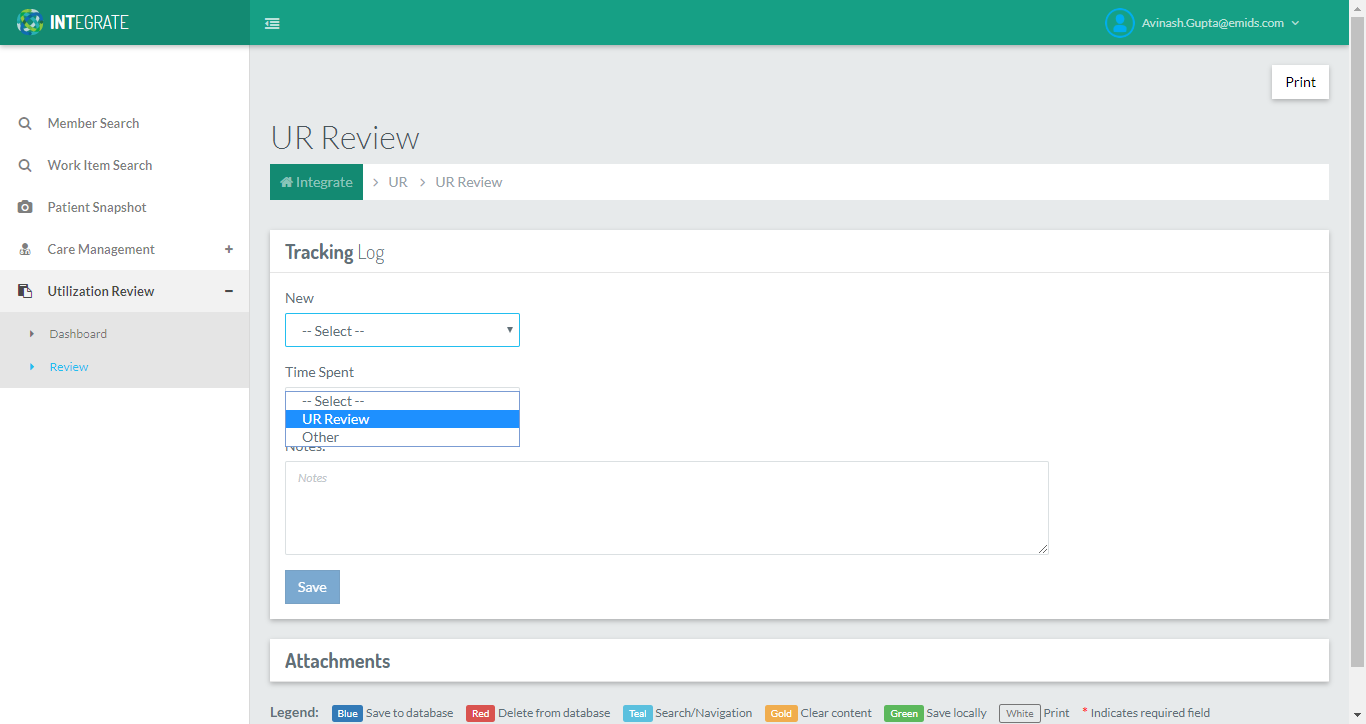 INTEGRATE
Avinash.Gupta@emids.com
Print
Member Search
Work Item Search
Patient Snapshot
Care Management +
Utilization Review −
Dashboard
Review
UR Review
Integrate > UR > UR Review
Tracking Log
New
-- Select --
Time Spent
-- Select --
UR Review
Other
Notes:
Notes
Save
Attachments
Legend: Blue Save to database Red Delete from database Teal Search/Navigation Gold Clear content Green Save locally White Print * Indicates required field